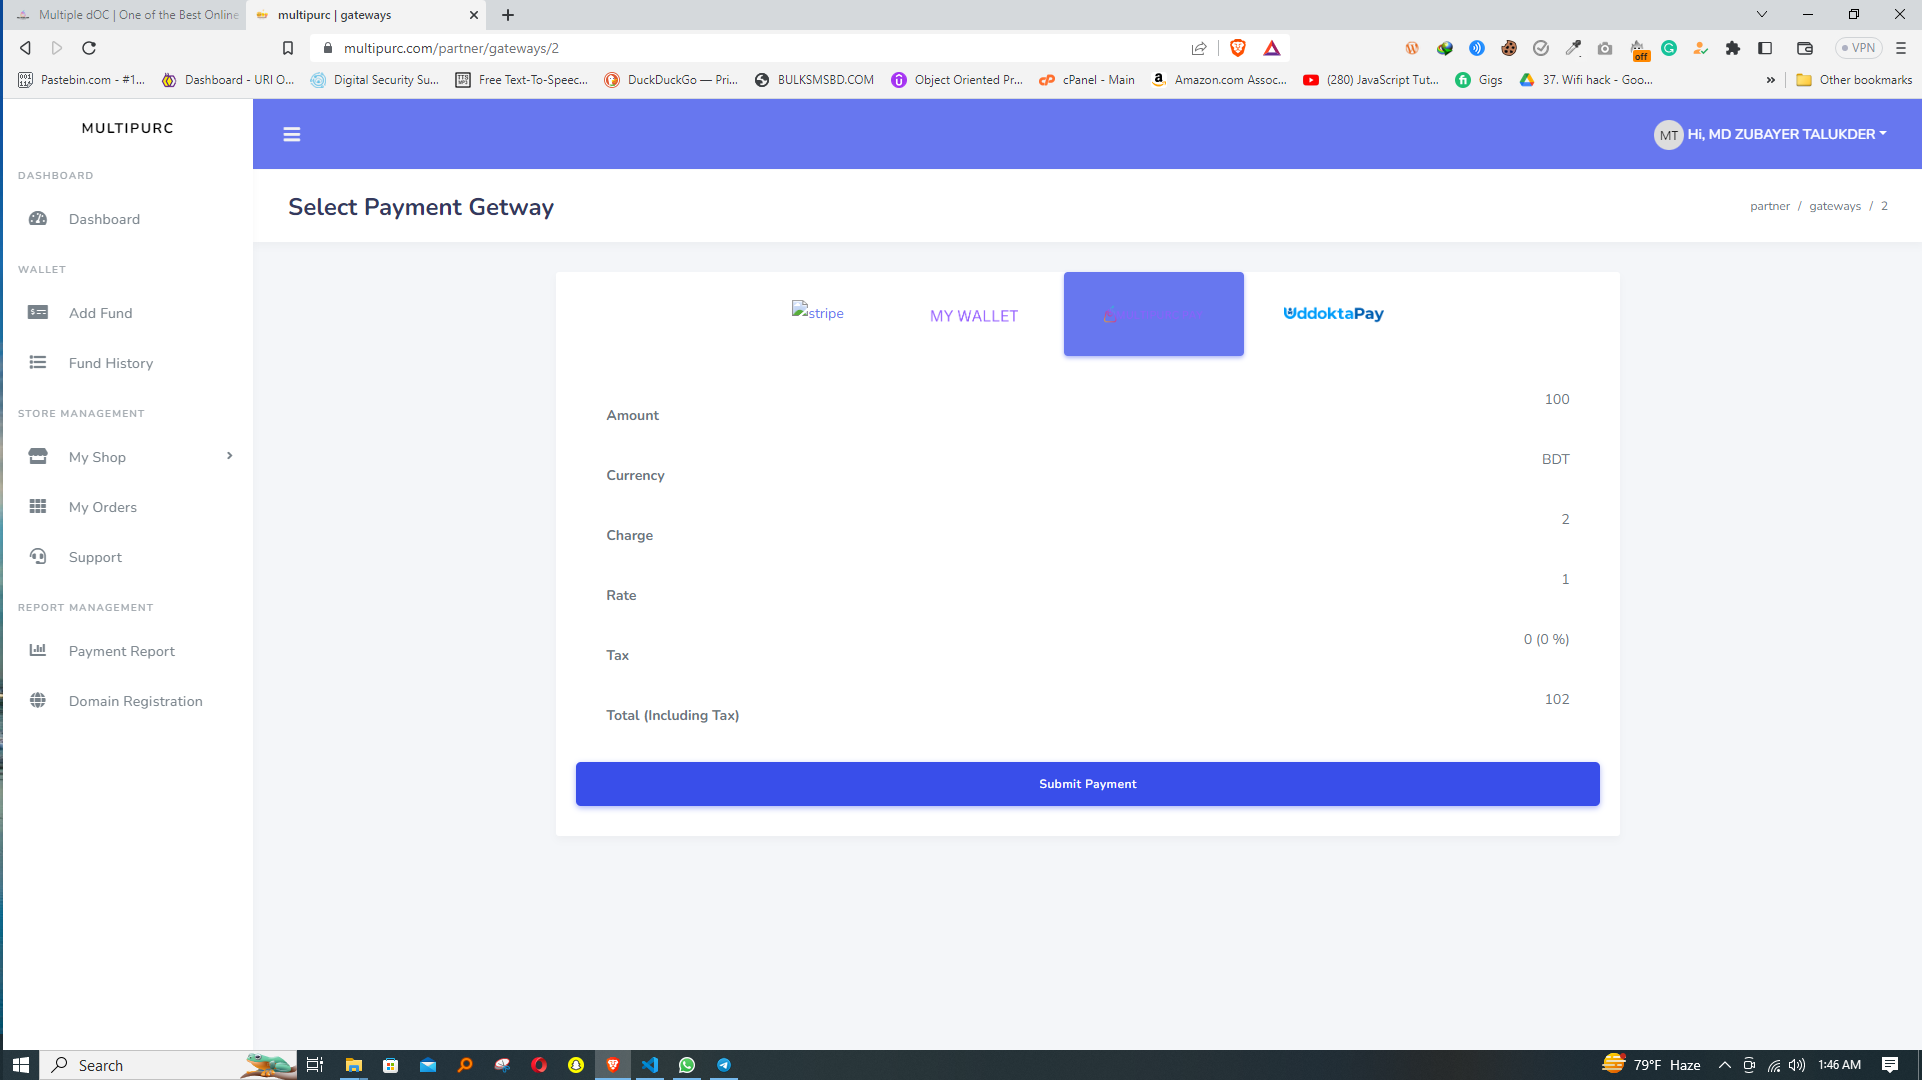 Multiple dOC | One of the Best Online
multipurc | gateways
multipurc.com/partner/gateways/2
VPN
off
Pastebin.com - #1...
Dashboard - URI O...
Digital Security Su...
Free Text-To-Speec...
DuckDuckGo — Pri...
BULKSMSBD.COM
Object Oriented Pr...
cPanel - Main
Amazon.com Assoc...
(280) JavaScript Tut...
Gigs
37. Wifi hack - Goo...
»
Other bookmarks
MULTIPURC
MT Hi, MD ZUBAYER TALUKDER
DASHBOARD
Dashboard
WALLET
Add Fund
Fund History
STORE MANAGEMENT
My Shop
My Orders
Support
REPORT MANAGEMENT
Payment Report
Domain Registration
Select Payment Getway
partner / gateways / 2
stripe
MY WALLET
UddoktaPay
Amount
100
Currency
BDT
Charge
2
Rate
1
Tax
0 (0 %)
Total (Including Tax)
102
Submit Payment
Search
79°F Haze
1:46 AM